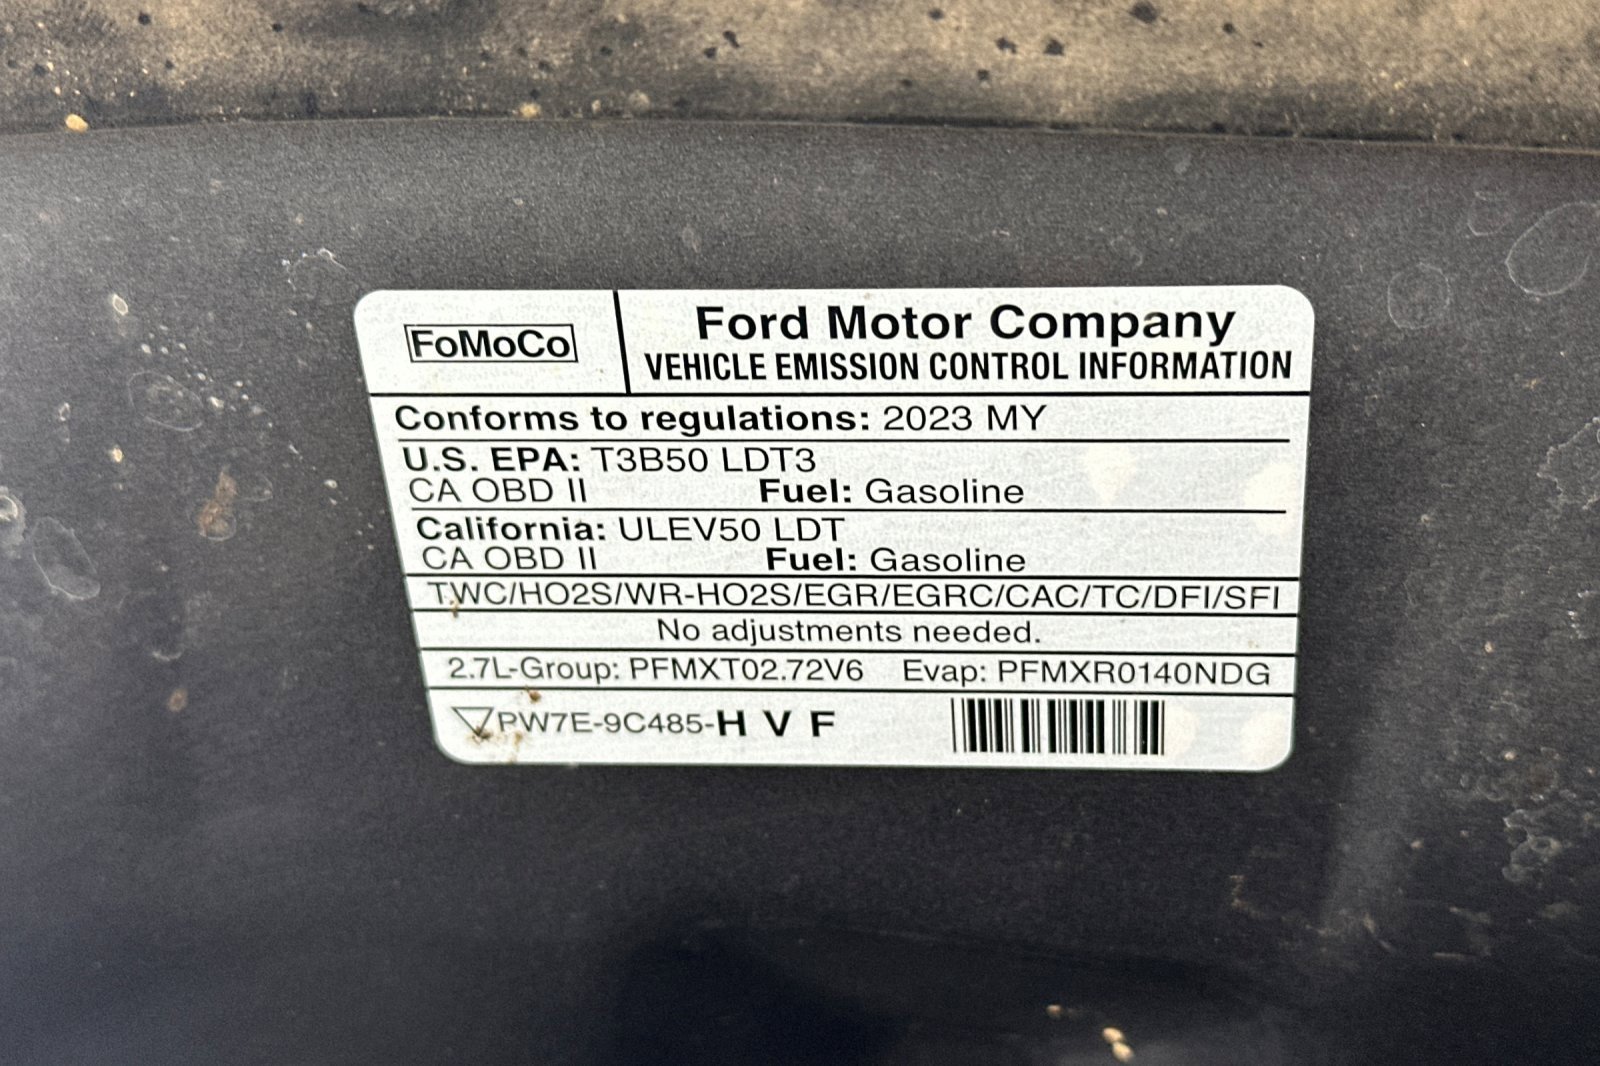 FoMoCo
Ford Motor Company
VEHICLE EMISSION CONTROL INFORMATION
Conforms to regulations: 2023 MY
U.S. EPA: T3B50 LDT3
CA OBD II Fuel: Gasoline
California: ULEV50 LDT
CA OBD II Fuel: Gasoline
TWC/HO2S/WR-HO2S/EGR/EGRC/CAC/TC/DFI/SFI
No adjustments needed.
2.7L-Group: PFMXT02.72V6 Evap: PFMXR0140NDG
PW7E-9C485-H V F